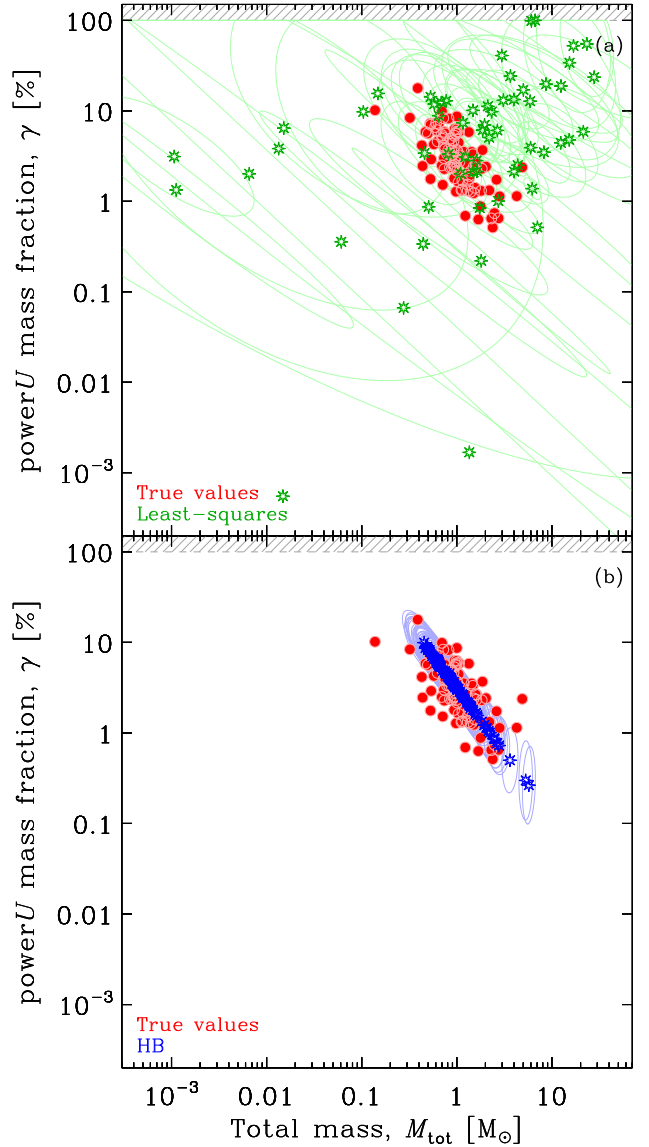 100
(a)
10
1
0.1
0.01
10⁻³
powerU mass fraction, γ [%]
True values
Least−squares
100
(b)
10
1
0.1
0.01
10⁻³
powerU mass fraction, γ [%]
True values
HB
10⁻³ 0.01 0.1 1 10
Total mass, M_tot [M_⊙]